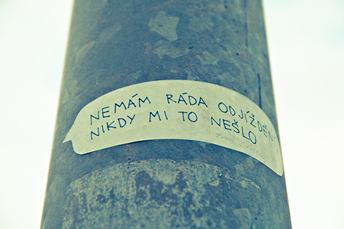 NEMÁM RÁDA ODJÍŽDĚNÍ
NIKDY MI TO NEŠLO